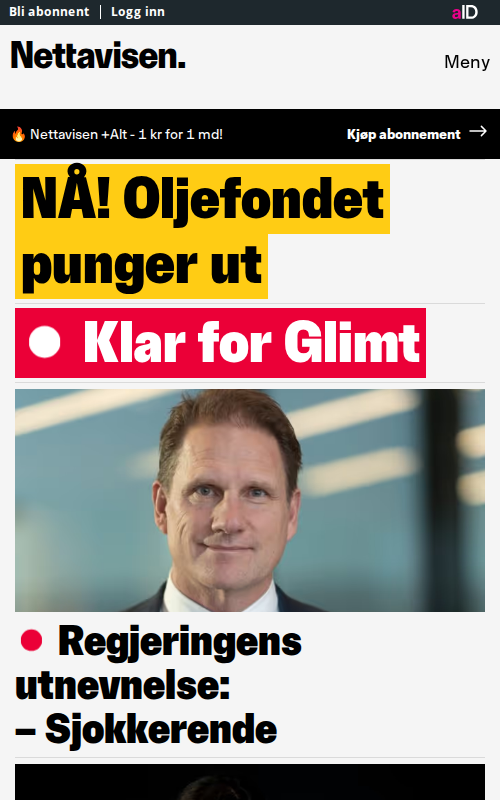 Bli abonnent | Logg inn
aID
Nettavisen.
Meny
🔥 Nettavisen +Alt - 1 kr for 1 md!
Kjøp abonnement →
NÅ! Oljefondet
punger ut
Klar for Glimt
Regjeringens
utnevnelse:
– Sjokkerende